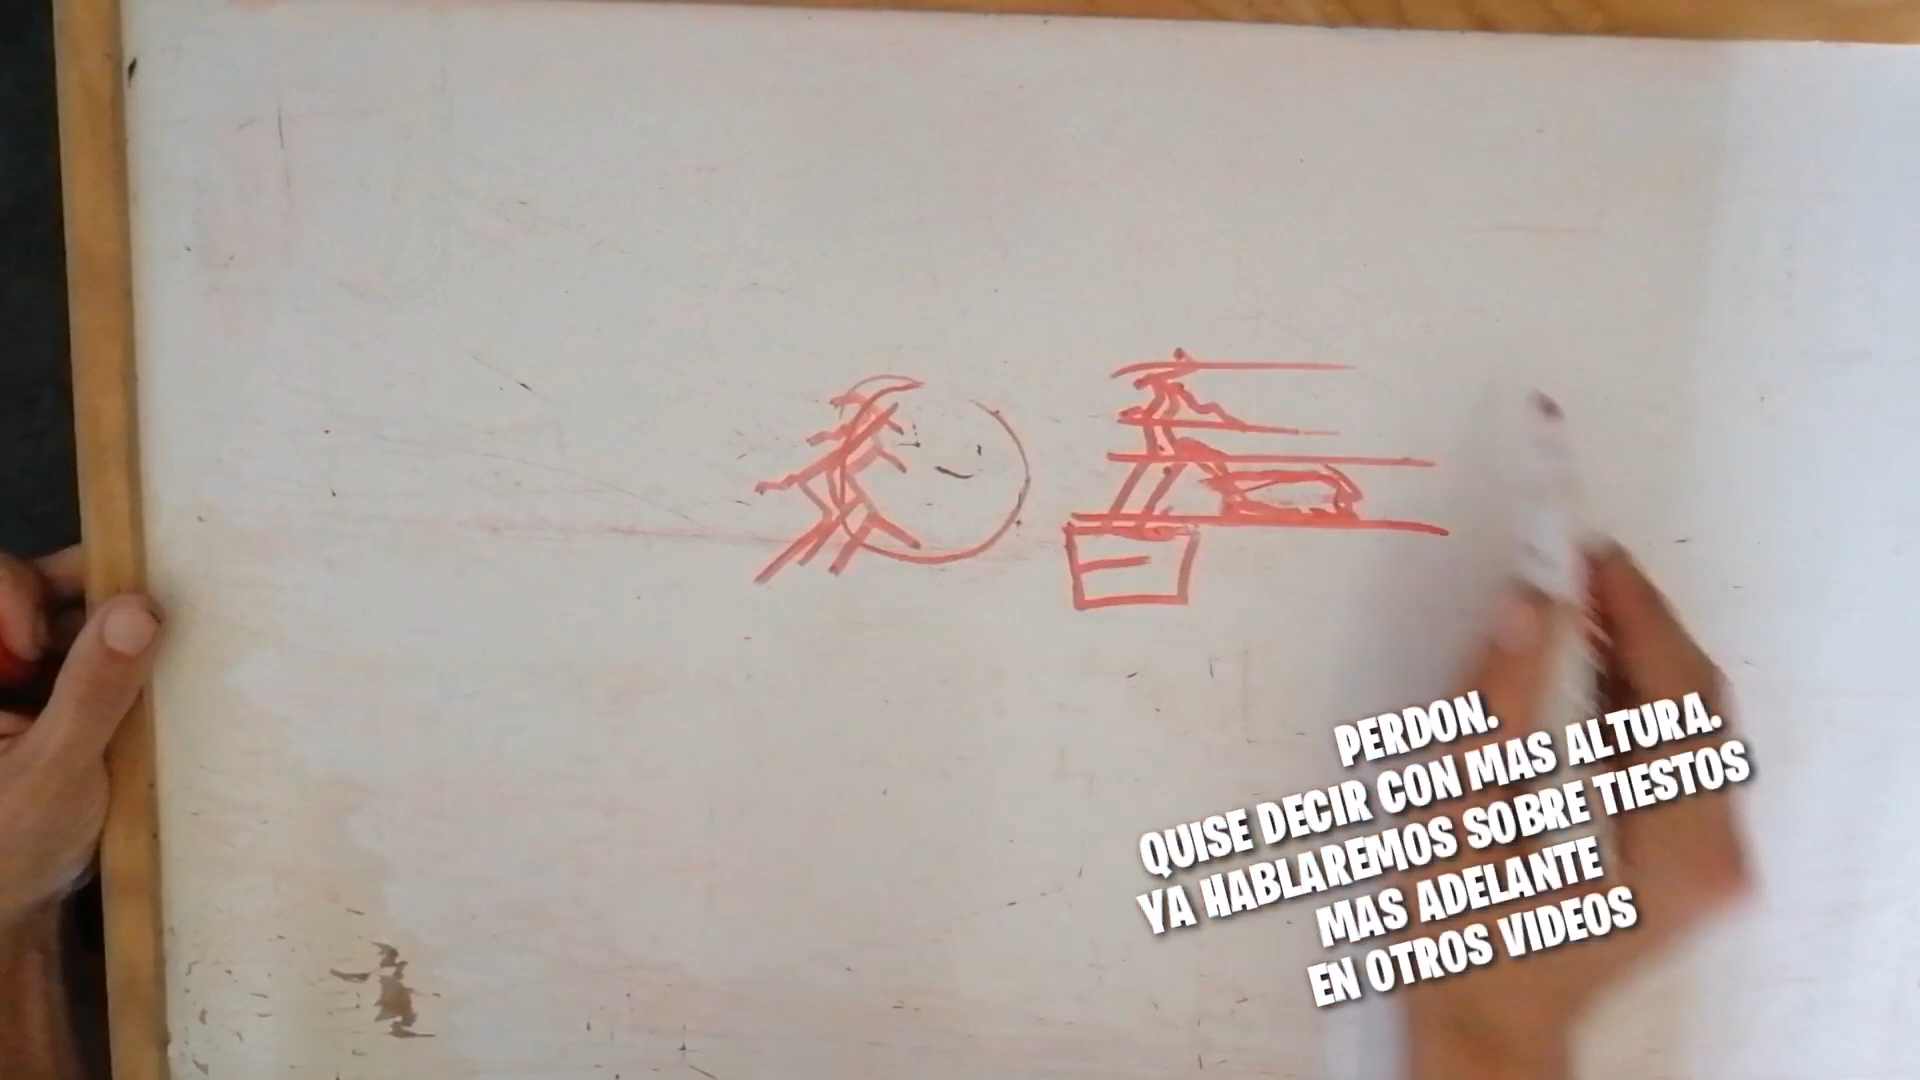 PERDON.
QUISE DECIR CON MAS ALTURA.
YA HABLAREMOS SOBRE TIESTOS
MAS ADELANTE
EN OTROS VIDEOS